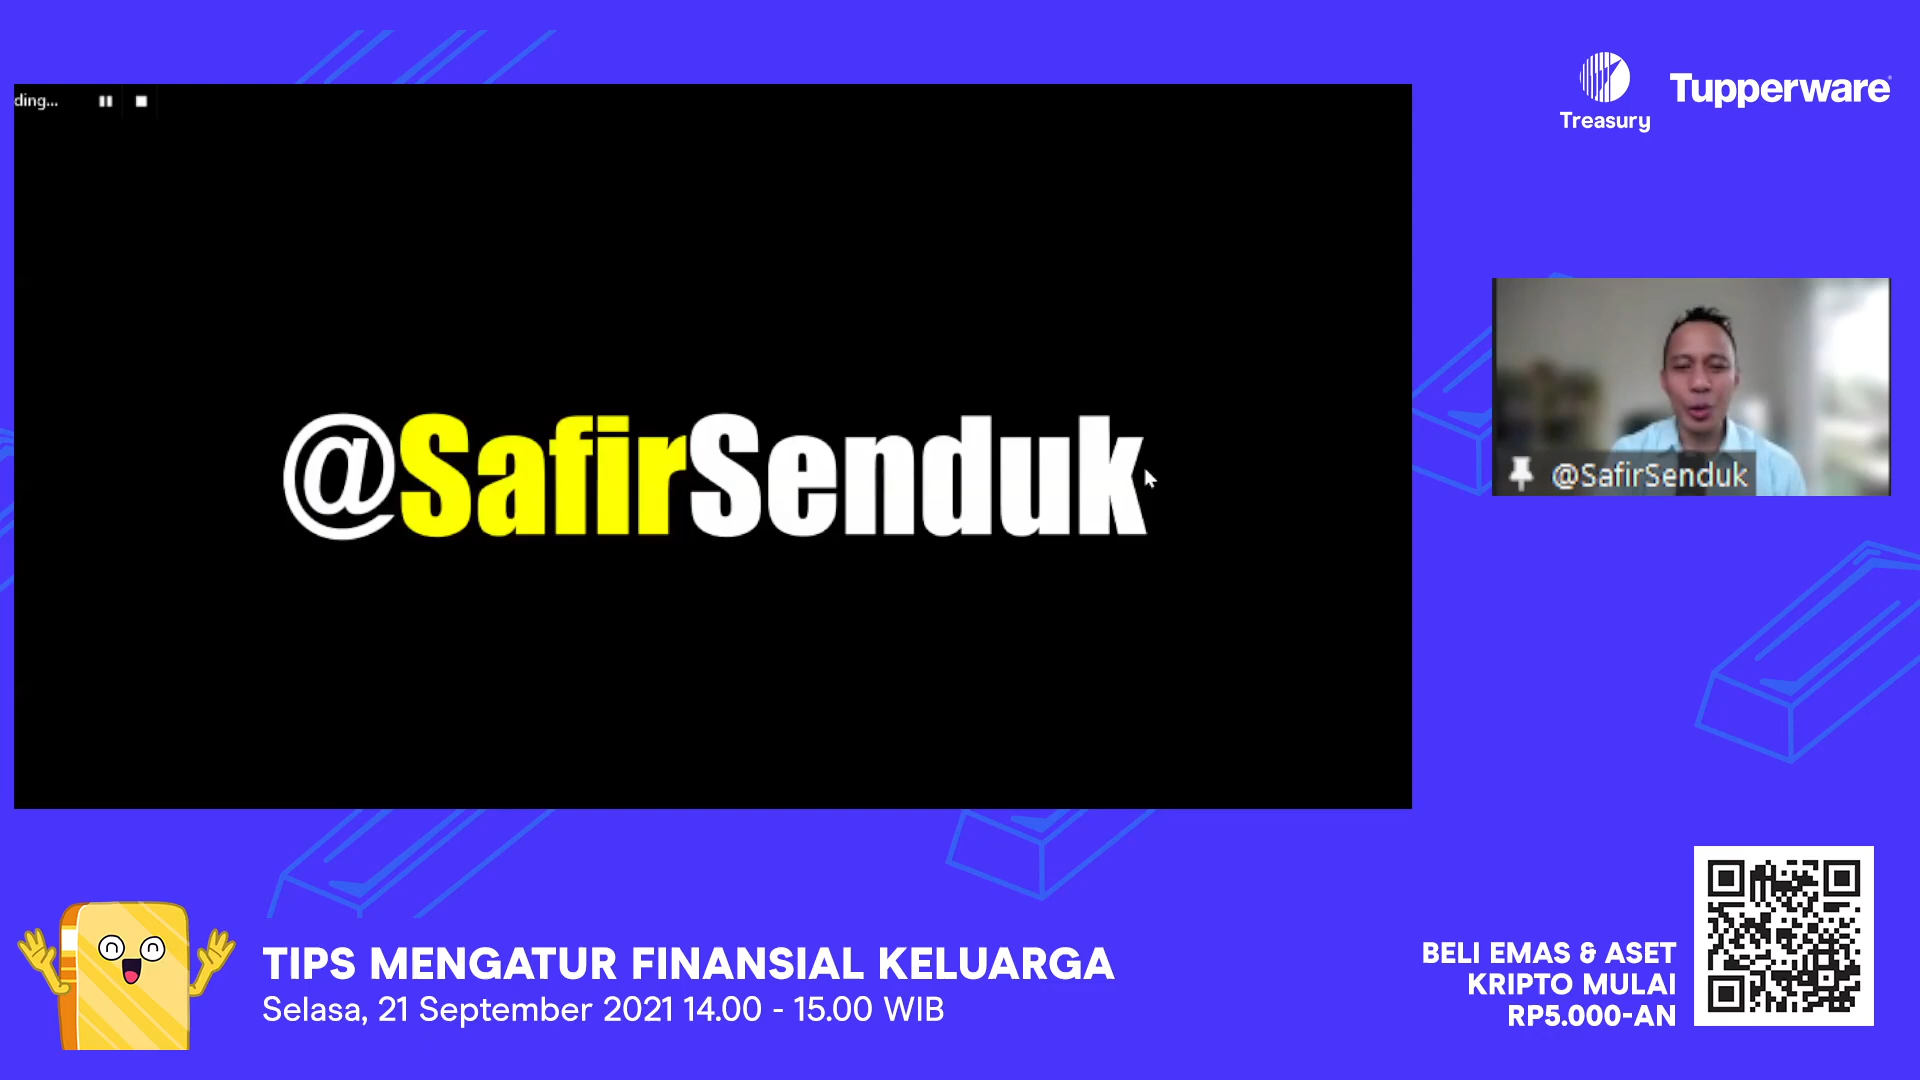 ding...
Treasury
Tupperware
@SafirSenduk
@SafirSenduk
TIPS MENGATUR FINANSIAL KELUARGA
Selasa, 21 September 2021 14.00 - 15.00 WIB
BELI EMAS & ASET
KRIPTO MULAI
RP5.000-AN